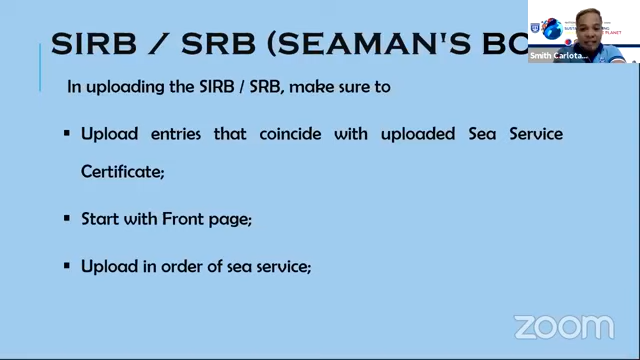 SIRB / SRB (SEAMAN'S BO
In uploading the SIRB / SRB, make sure to
▪ Upload entries that coincide with uploaded Sea Service
Certificate;
▪ Start with Front page;
▪ Upload in order of sea service;
Smith Carlota...
zoom